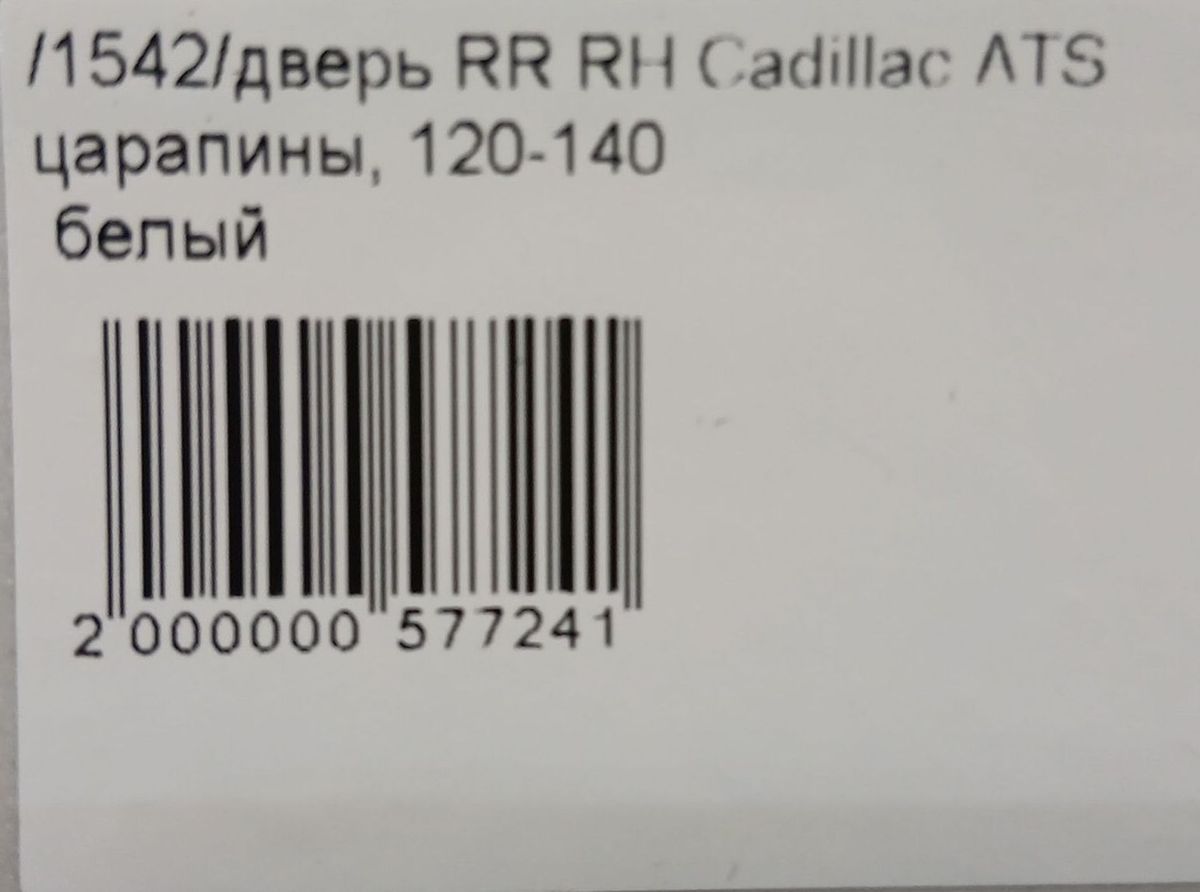 /1542/дверь RR RH Cadillac ATS
царапины, 120-140
белый
2 000000 577241